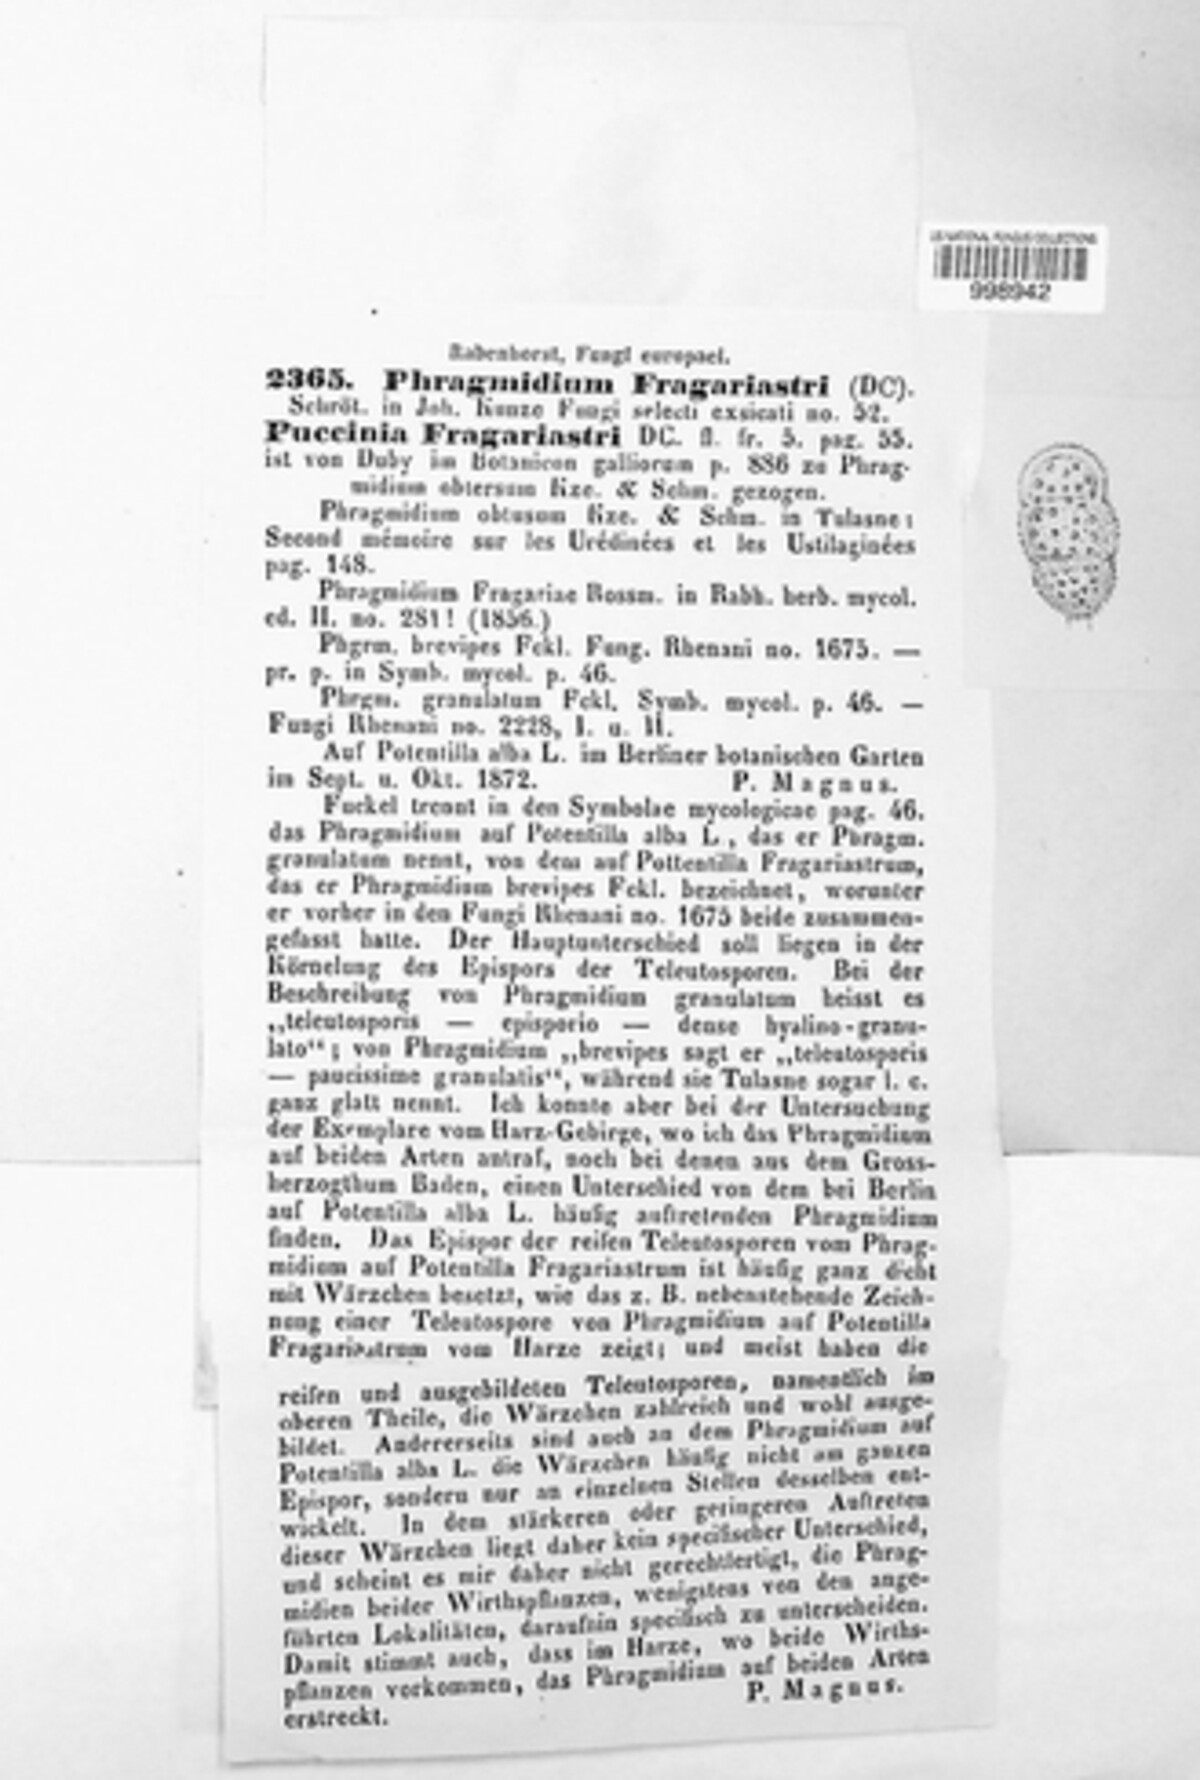 US NATIONAL FUNGUS COLLECTIONS
998942
Rabenhorst, Fungi europaei.
2365. Phragmidium Fragariastri (DC).
Schröt. in Joh. Kunze Fungi selecti exsicati no. 52.
Puccinia Fragariastri DC. fl. fr. 5. pag. 55.
ist von Duby im Botanicon gallicum p. 886 zu Phrag-
midium obtusum Kze. & Schm. gezogen.
Phragmidium obtusum Kze. & Schm. in Tulasne:
Second mémoire sur les Urédinées et les Ustilaginées
pag. 148.
Phragmidium Fragariae Rossm. in Rabh. herb. mycol.
ed. II. no. 281! (1856.)
Phgrm. brevipes Fckl. Fung. Rhenani no. 1675. —
pr. p. in Symb. mycol. p. 46.
Phrgm. granulatum Fckl. Symb. mycol. p. 46. —
Fungi Rhenani no. 2228, I. u. II.
Auf Potentilla alba L. im Berliner botanischen Garten
im Sept. u. Okt. 1872. P. Magnus.
Fuckel trennt in den Symbolae mycologicae pag. 46.
das Phragmidium auf Potentilla alba L., das er Phragm.
granulatum nennt, von dem auf Pottentilla Fragariastrum,
das er Phragmidium brevipes Fckl. bezeichnet, worunter
er vorher in den Fungi Rhenani no. 1675 beide zusammen-
gefasst hatte. Der Hauptunterschied soll liegen in der
Körnelung des Epispors der Teleutosporen. Bei der
Beschreibung von Phragmidium granulatum heisst es
„teleutosporis — episporio — dense hyalino-granu-
lato“; von Phragmidium „brevipes sagt er „teleutosporis
— paucissime granulatis“, während sie Tulasne sogar l. c.
ganz glatt nennt. Ich konnte aber bei der Untersuchung
der Exemplare vom Harz-Gebirge, wo ich das Phragmidium
auf beiden Arten antraf, noch bei denen aus dem Gross-
herzogthum Baden, einen Unterschied von dem bei Berlin
auf Potentilla alba L. häufig auftretenden Phragmidium
finden. Das Epispor der reifen Teleutosporen vom Phrag-
midium auf Potentilla Fragariastrum ist häufig ganz dicht
mit Wärzchen besetzt, wie das z. B. nebenstehende Zeich-
nung einer Teleutospore von Phragmidium auf Potentilla
Fragariastrum vom Harze zeigt; und meist haben die
reifen und ausgebildeten Teleutosporen, namentlich im
oberen Theile, die Wärzchen zahlreich und wohl ausge-
bildet. Andererseits sind auch an dem Phragmidium auf
Potentilla alba L. die Wärzchen häufig nicht am ganzen
Epispor, sondern nur an einzelnen Stellen desselben ent-
wickelt. In dem stärkeren oder geringeren Auftreten
dieser Wärzchen liegt daher kein specifischer Unterschied,
und scheint es mir daher nicht gerechtfertigt, die Phrag-
midien beider Wirthspflanzen, wenigstens von den ange-
führten Lokalitäten, daraufhin specifisch zu unterscheiden.
Damit stimmt auch, dass im Harze, wo beide Wirths-
pflanzen vorkommen, das Phragmidium auf beiden Arten
erstreckt. P. Magnus.